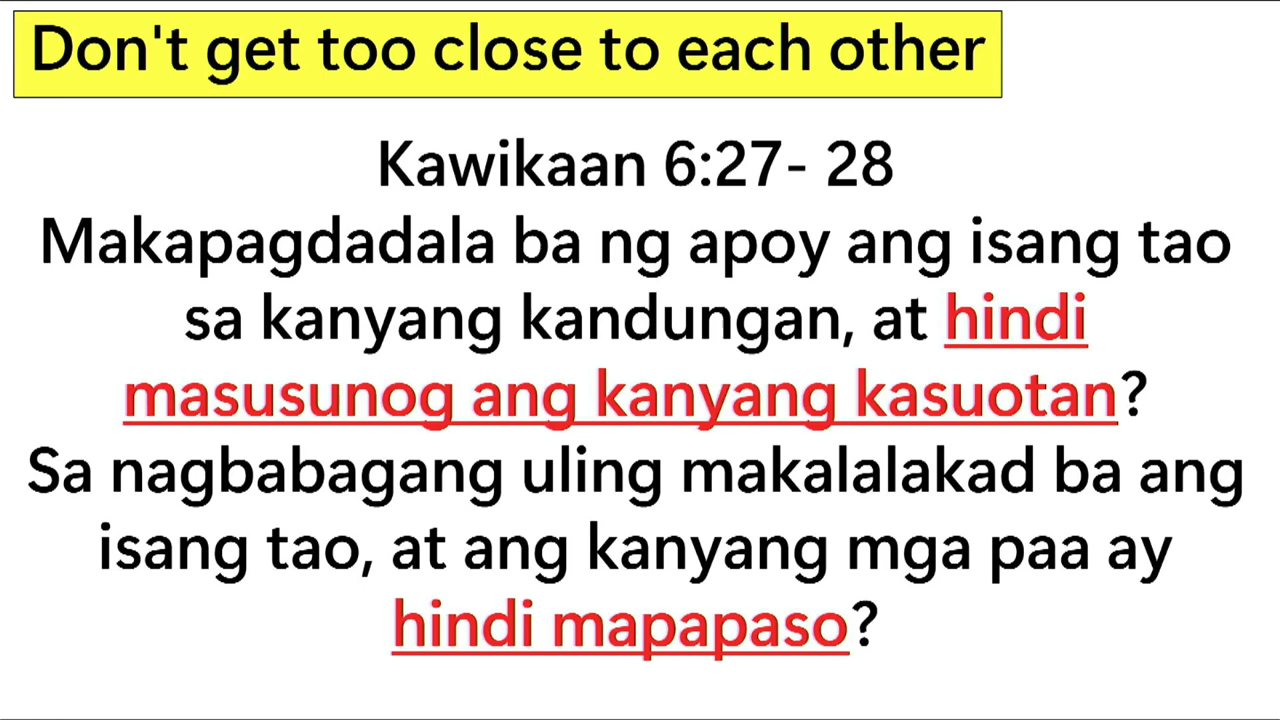 Don't get too close to each other
Kawikaan 6:27- 28
Makapagdadala ba ng apoy ang isang tao
sa kanyang kandungan, at hindi
masusunog ang kanyang kasuotan?
Sa nagbabagang uling makalalakad ba ang
isang tao, at ang kanyang mga paa ay
hindi mapapaso?